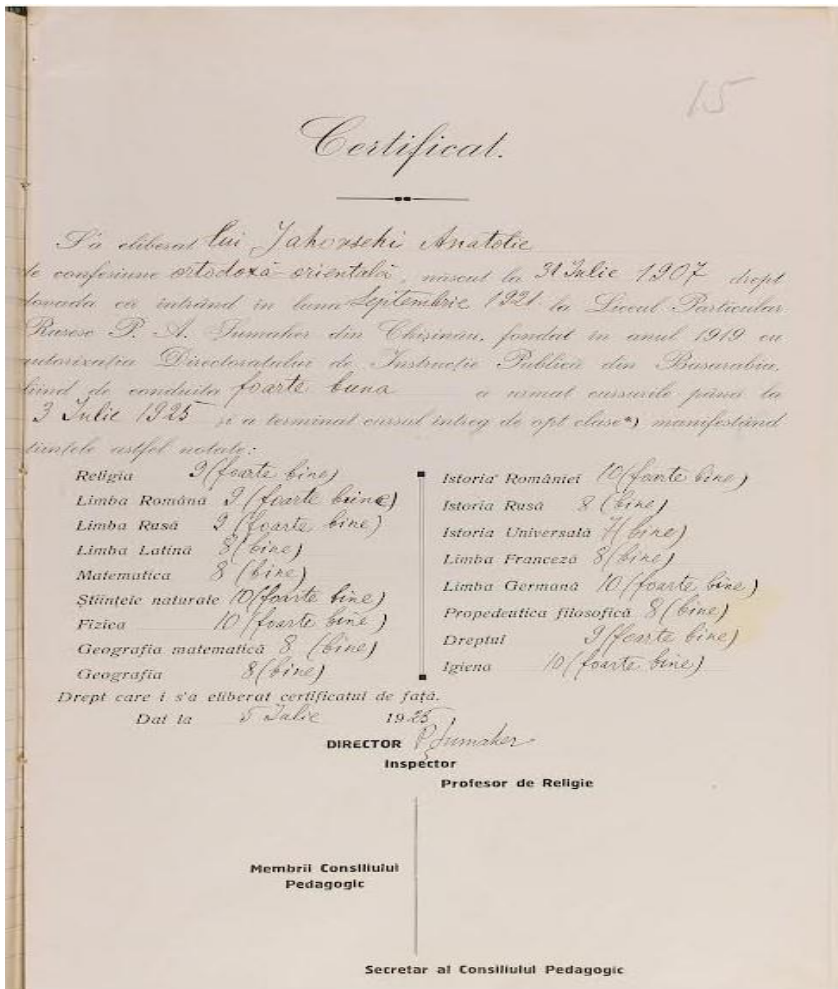 15
Certificat.
S'a eliberat lui Jakovschi Anatolie
de confesiune ortodoxă-orientală, născut la 31 Iulie 1907 drept
dovada că intrând în luna Septembrie 1921 la Liceul Particular
Rusesc P. A. Șumaher din Chișinău, fondat în anul 1919 cu
autorizația Directoratului de Instrucție Publică din Basarabia,
fiind de conduita foarte buna a urmat cursurile până la
3 Iulie 1925 și a terminat cursul întreg de opt clase*) manifestând
științele astfel notate:
Religia 9 (foarte bine)
Limba Română 9 (foarte bine)
Limba Rusă 9 (foarte bine)
Limba Latină 8 (bine)
Matematica 8 (bine)
Științele naturale 10 (foarte bine)
Fizica 10 (foarte bine)
Geografia matematică 8 (bine)
Geografia 8 (bine)
Istoria României 10 (foarte bine)
Istoria Rusă 8 (bine)
Istoria Universală 7 (bine)
Limba Franceză 8 (bine)
Limba Germană 10 (foarte bine)
Propedeutica filosofică 8 (bine)
Dreptul 9 (foarte bine)
Igiena 10 (foarte bine)
Drept care i s'a eliberat certificatul de față.
Dat la 5 Iulie 1925
DIRECTOR P. Șumaher
Inspector
Profesor de Religie
Membrii Consiliului
Pedagogic
Secretar al Consiliului Pedagogic